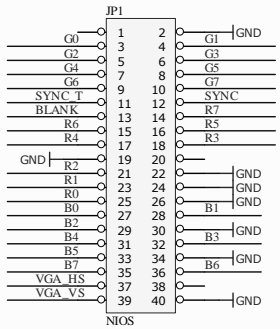 JP1
1 2 GND
G0 3 4 G1
G2 5 6 G3
G4 7 8 G5
G6 9 10 G7
SYNC_T 11 12 SYNC
BLANK 13 14 R7
R6 15 16 R5
R4 17 18 R3
GND 19 20
R2 21 22 GND
R1 23 24 GND
R0 25 26 GND
B0 27 28 B1
B2 29 30 GND
B4 31 32 B3
B5 33 34 GND
B7 35 36 B6
VGA_HS 37 38
VGA_VS 39 40 GND
NIOS